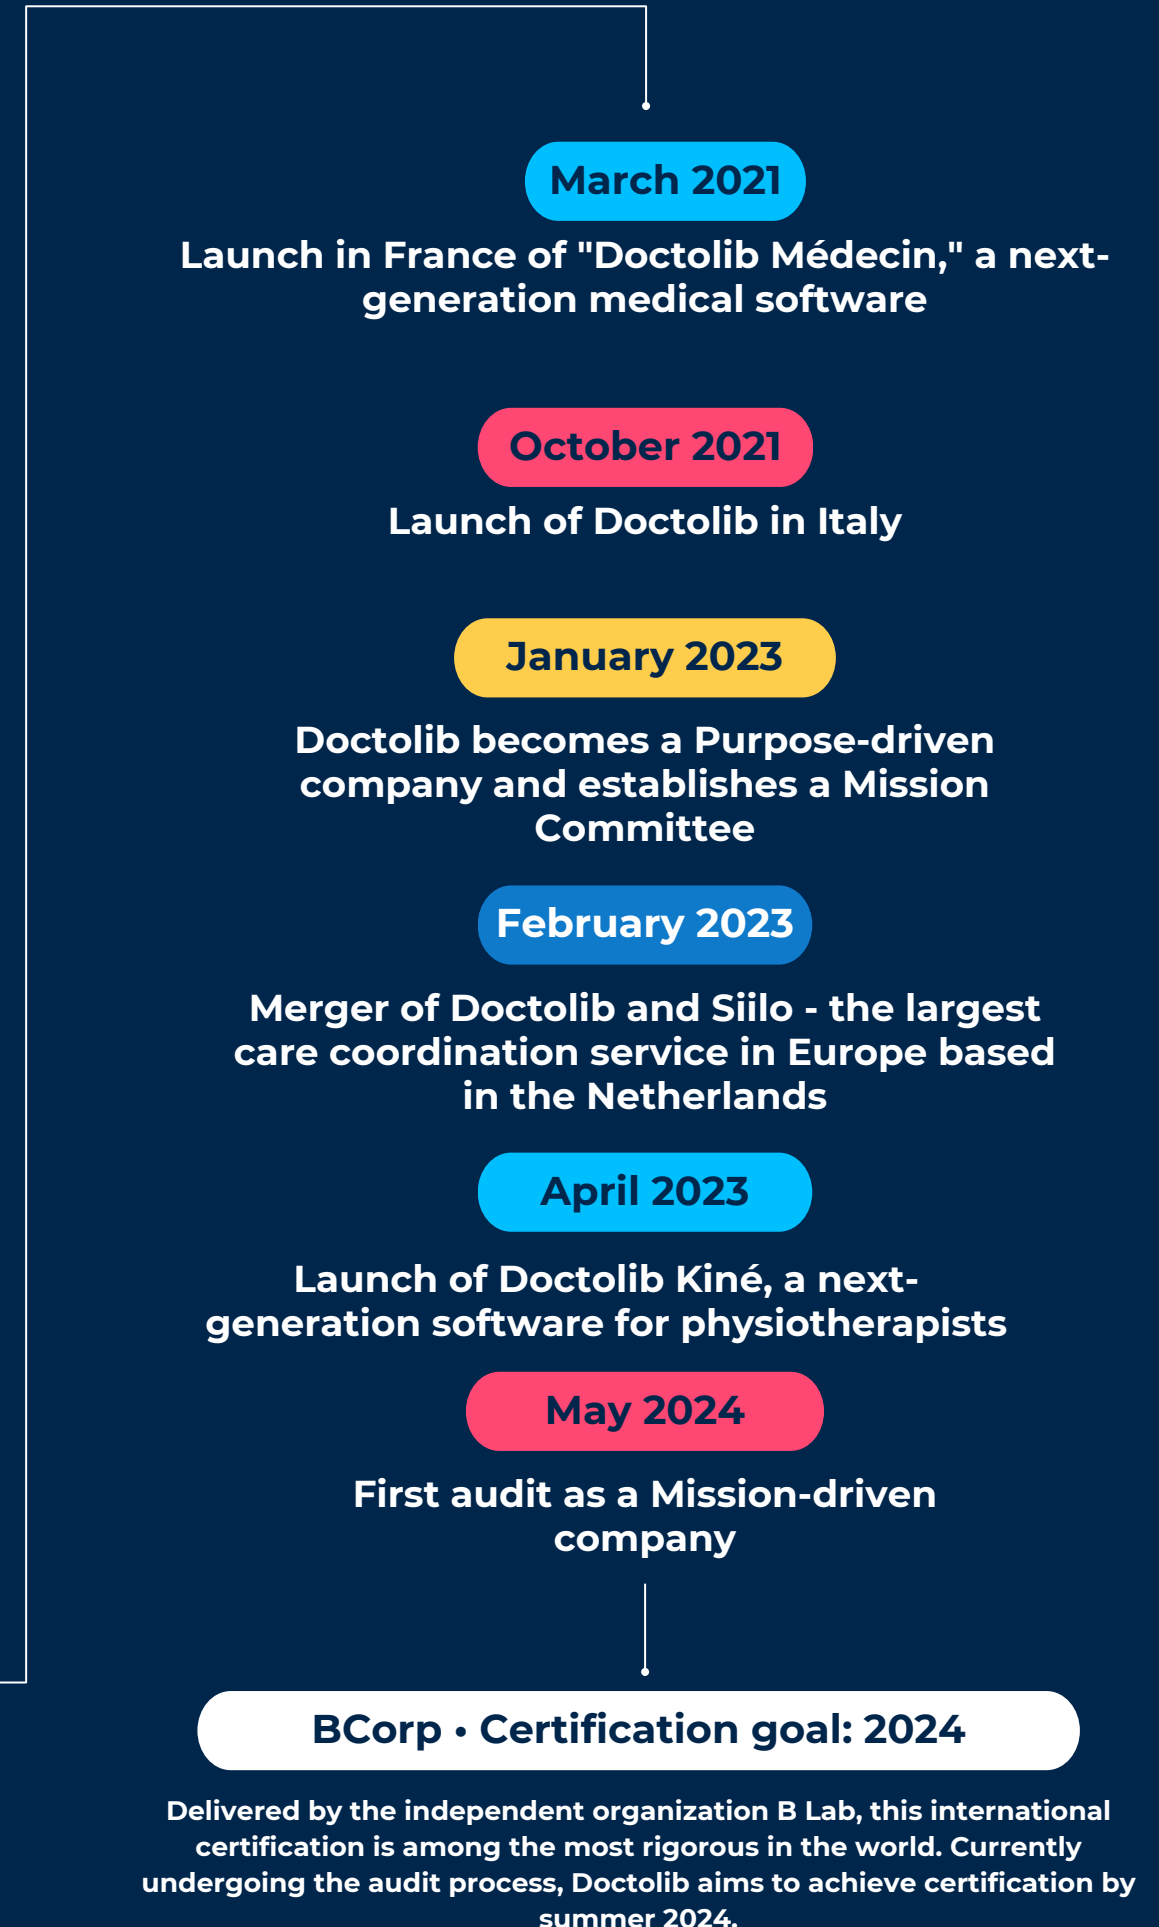 March 2021
Launch in France of "Doctolib Médecin," a next-
generation medical software
October 2021
Launch of Doctolib in Italy
January 2023
Doctolib becomes a Purpose-driven
company and establishes a Mission
Committee
February 2023
Merger of Doctolib and Siilo - the largest
care coordination service in Europe based
in the Netherlands
April 2023
Launch of Doctolib Kiné, a next-
generation software for physiotherapists
May 2024
First audit as a Mission-driven
company
BCorp • Certification goal: 2024
Delivered by the independent organization B Lab, this international
certification is among the most rigorous in the world. Currently
undergoing the audit process, Doctolib aims to achieve certification by
summer 2024.